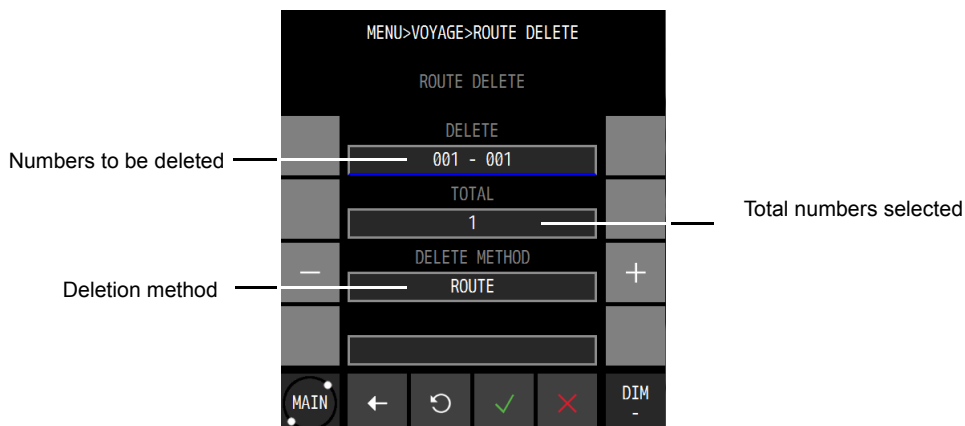 MENU>VOYAGE>ROUTE DELETE
ROUTE DELETE
DELETE
Numbers to be deleted
001 - 001
TOTAL
1
Total numbers selected
DELETE METHOD
− +
Deletion method
ROUTE
MAIN
DIM
-